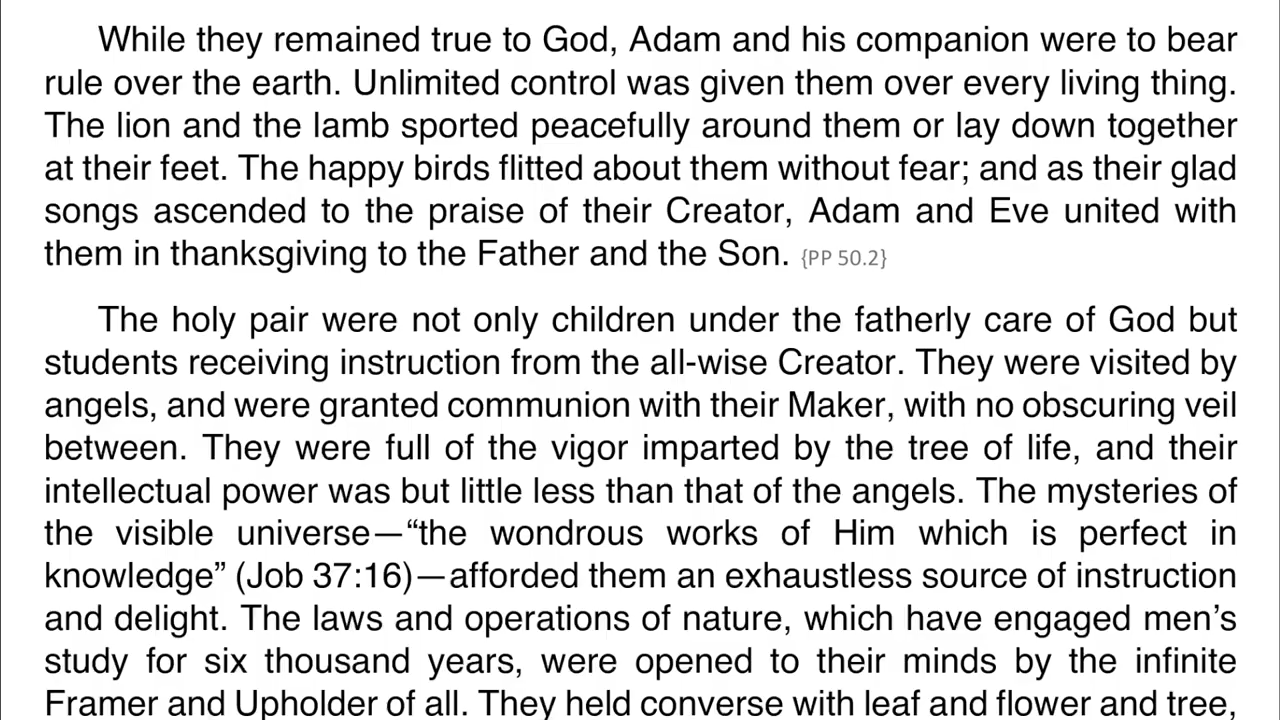 While they remained true to God, Adam and his companion were to bear
rule over the earth. Unlimited control was given them over every living thing.
The lion and the lamb sported peacefully around them or lay down together
at their feet. The happy birds flitted about them without fear; and as their glad
songs ascended to the praise of their Creator, Adam and Eve united with
them in thanksgiving to the Father and the Son. {PP 50.2}
The holy pair were not only children under the fatherly care of God but
students receiving instruction from the all-wise Creator. They were visited by
angels, and were granted communion with their Maker, with no obscuring veil
between. They were full of the vigor imparted by the tree of life, and their
intellectual power was but little less than that of the angels. The mysteries of
the visible universe—“the wondrous works of Him which is perfect in
knowledge” (Job 37:16)—afforded them an exhaustless source of instruction
and delight. The laws and operations of nature, which have engaged men’s
study for six thousand years, were opened to their minds by the infinite
Framer and Upholder of all. They held converse with leaf and flower and tree,